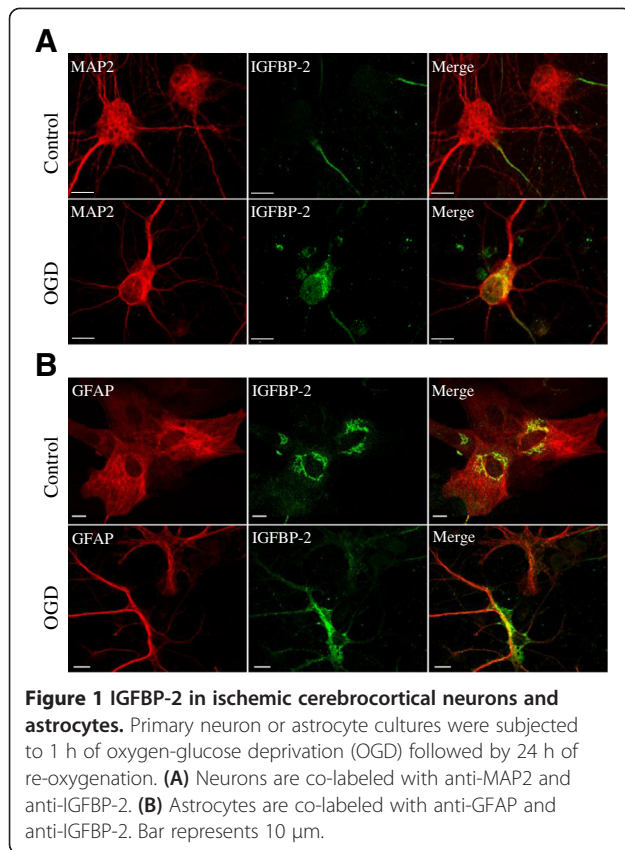 A
MAP2 IGFBP-2 Merge
Control
MAP2 IGFBP-2 Merge
OGD
B
GFAP IGFBP-2 Merge
Control
GFAP IGFBP-2 Merge
OGD
Figure 1 IGFBP-2 in ischemic cerebrocortical neurons and
astrocytes. Primary neuron or astrocyte cultures were subjected
to 1 h of oxygen-glucose deprivation (OGD) followed by 24 h of
re-oxygenation. (A) Neurons are co-labeled with anti-MAP2 and
anti-IGFBP-2. (B) Astrocytes are co-labeled with anti-GFAP and
anti-IGFBP-2. Bar represents 10 μm.